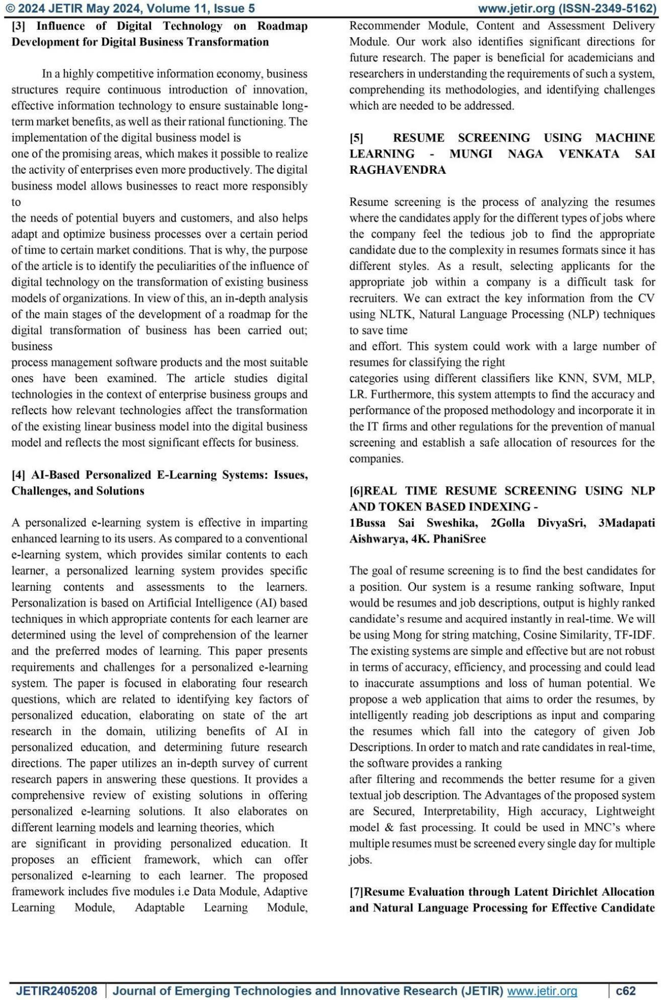 © 2024 JETIR May 2024, Volume 11, Issue 5 www.jetir.org (ISSN-2349-5162)
[3] Influence of Digital Technology on Roadmap
Development for Digital Business Transformation
In a highly competitive information economy, business
structures require continuous introduction of innovation,
effective information technology to ensure sustainable long-
term market benefits, as well as their rational functioning. The
implementation of the digital business model is
one of the promising areas, which makes it possible to realize
the activity of enterprises even more productively. The digital
business model allows businesses to react more responsibly
to
the needs of potential buyers and customers, and also helps
adapt and optimize business processes over a certain period
of time to certain market conditions. That is why, the purpose
of the article is to identify the peculiarities of the influence of
digital technology on the transformation of existing business
models of organizations. In view of this, an in-depth analysis
of the main stages of the development of a roadmap for the
digital transformation of business has been carried out;
business
process management software products and the most suitable
ones have been examined. The article studies digital
technologies in the context of enterprise business groups and
reflects how relevant technologies affect the transformation
of the existing linear business model into the digital business
model and reflects the most significant effects for business.
[4] AI-Based Personalized E-Learning Systems: Issues,
Challenges, and Solutions
A personalized e-learning system is effective in imparting
enhanced learning to its users. As compared to a conventional
e-learning system, which provides similar contents to each
learner, a personalized learning system provides specific
learning contents and assessments to the learners.
Personalization is based on Artificial Intelligence (AI) based
techniques in which appropriate contents for each learner are
determined using the level of comprehension of the learner
and the preferred modes of learning. This paper presents
requirements and challenges for a personalized e-learning
system. The paper is focused in elaborating four research
questions, which are related to identifying key factors of
personalized education, elaborating on state of the art
research in the domain, utilizing benefits of AI in
personalized education, and determining future research
directions. The paper utilizes an in-depth survey of current
research papers in answering these questions. It provides a
comprehensive review of existing solutions in offering
personalized e-learning solutions. It also elaborates on
different learning models and learning theories, which
are significant in providing personalized education. It
proposes an efficient framework, which can offer
personalized e-learning to each learner. The proposed
framework includes five modules i.e Data Module, Adaptive
Learning Module, Adaptable Learning Module,
Recommender Module, Content and Assessment Delivery
Module. Our work also identifies significant directions for
future research. The paper is beneficial for academicians and
researchers in understanding the requirements of such a system,
comprehending its methodologies, and identifying challenges
which are needed to be addressed.
[5] RESUME SCREENING USING MACHINE
LEARNING - MUNGI NAGA VENKATA SAI
RAGHAVENDRA
Resume screening is the process of analyzing the resumes
where the candidates apply for the different types of jobs where
the company feel the tedious job to find the appropriate
candidate due to the complexity in resumes formats since it has
different styles. As a result, selecting applicants for the
appropriate job within a company is a difficult task for
recruiters. We can extract the key information from the CV
using NLTK, Natural Language Processing (NLP) techniques
to save time
and effort. This system could work with a large number of
resumes for classifying the right
categories using different classifiers like KNN, SVM, MLP,
LR. Furthermore, this system attempts to find the accuracy and
performance of the proposed methodology and incorporate it in
the IT firms and other regulations for the prevention of manual
screening and establish a safe allocation of resources for the
companies.
[6]REAL TIME RESUME SCREENING USING NLP
AND TOKEN BASED INDEXING -
1Bussa Sai Sweshika, 2Golla DivyaSri, 3Madapati
Aishwarya, 4K. PhaniSree
The goal of resume screening is to find the best candidates for
a position. Our system is a resume ranking software, Input
would be resumes and job descriptions, output is highly ranked
candidate’s resume and acquired instantly in real-time. We will
be using Mong for string matching, Cosine Similarity, TF-IDF.
The existing systems are simple and effective but are not robust
in terms of accuracy, efficiency, and processing and could lead
to inaccurate assumptions and loss of human potential. We
propose a web application that aims to order the resumes, by
intelligently reading job descriptions as input and comparing
the resumes which fall into the category of given Job
Descriptions. In order to match and rate candidates in real-time,
the software provides a ranking
after filtering and recommends the better resume for a given
textual job description. The Advantages of the proposed system
are Secured, Interpretability, High accuracy, Lightweight
model & fast processing. It could be used in MNC’s where
multiple resumes must be screened every single day for multiple
jobs.
[7]Resume Evaluation through Latent Dirichlet Allocation
and Natural Language Processing for Effective Candidate
JETIR2405208 Journal of Emerging Technologies and Innovative Research (JETIR) www.jetir.org c62